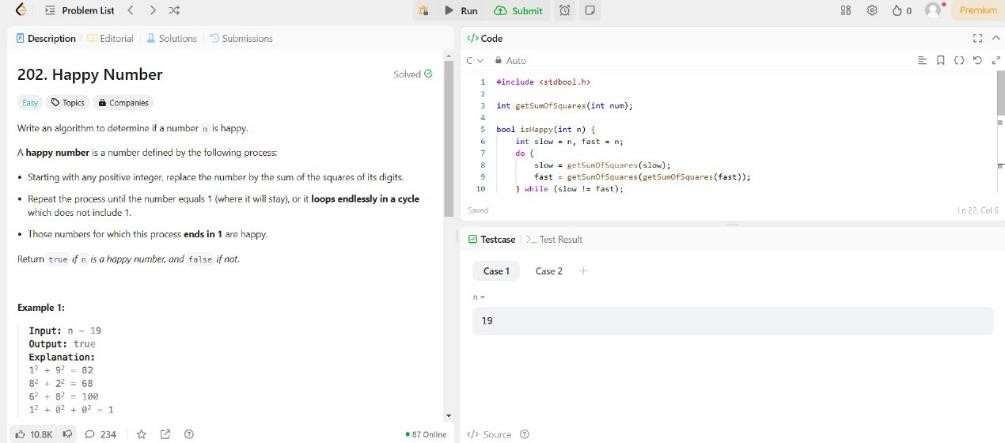 Problem List
Run
Submit
0
Premium
Description
Editorial
Solutions
Submissions
202. Happy Number
Solved
Easy
Topics
Companies
Write an algorithm to determine if a number n is happy.
A happy number is a number defined by the following process:
• Starting with any positive integer, replace the number by the sum of the squares of its digits.
• Repeat the process until the number equals 1 (where it will stay), or it loops endlessly in a cycle
which does not include 1.
• Those numbers for which this process ends in 1 are happy.
Return true if n is a happy number, and false if not.
Example 1:
Input: n = 19
Output: true
Explanation:
1² + 9² = 82
8² + 2² = 68
6² + 8² = 100
1² + 0² + 0² = 1
10.8K
234
87 Online
</> Code
C
Auto
1 #include <stdbool.h>
2
3 int getSumOfSquares(int num);
4
5 bool isHappy(int n) {
6 int slow = n, fast = n;
7 do {
8 slow = getSumOfSquares(slow);
9 fast = getSumOfSquares(getSumOfSquares(fast));
10 } while (slow != fast);
Saved
Ln 22, Col 6
Testcase
>_ Test Result
Case 1
Case 2
+
n =
19
</> Source